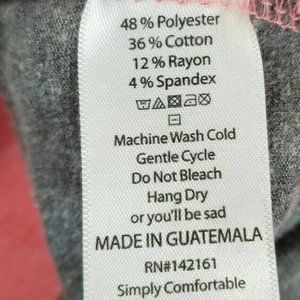 48 % Polyester
36 % Cotton
12 % Rayon
4 % Spandex
Machine Wash Cold
Gentle Cycle
Do Not Bleach
Hang Dry
or you'll be sad
MADE IN GUATEMALA
RN#142161
Simply Comfortable